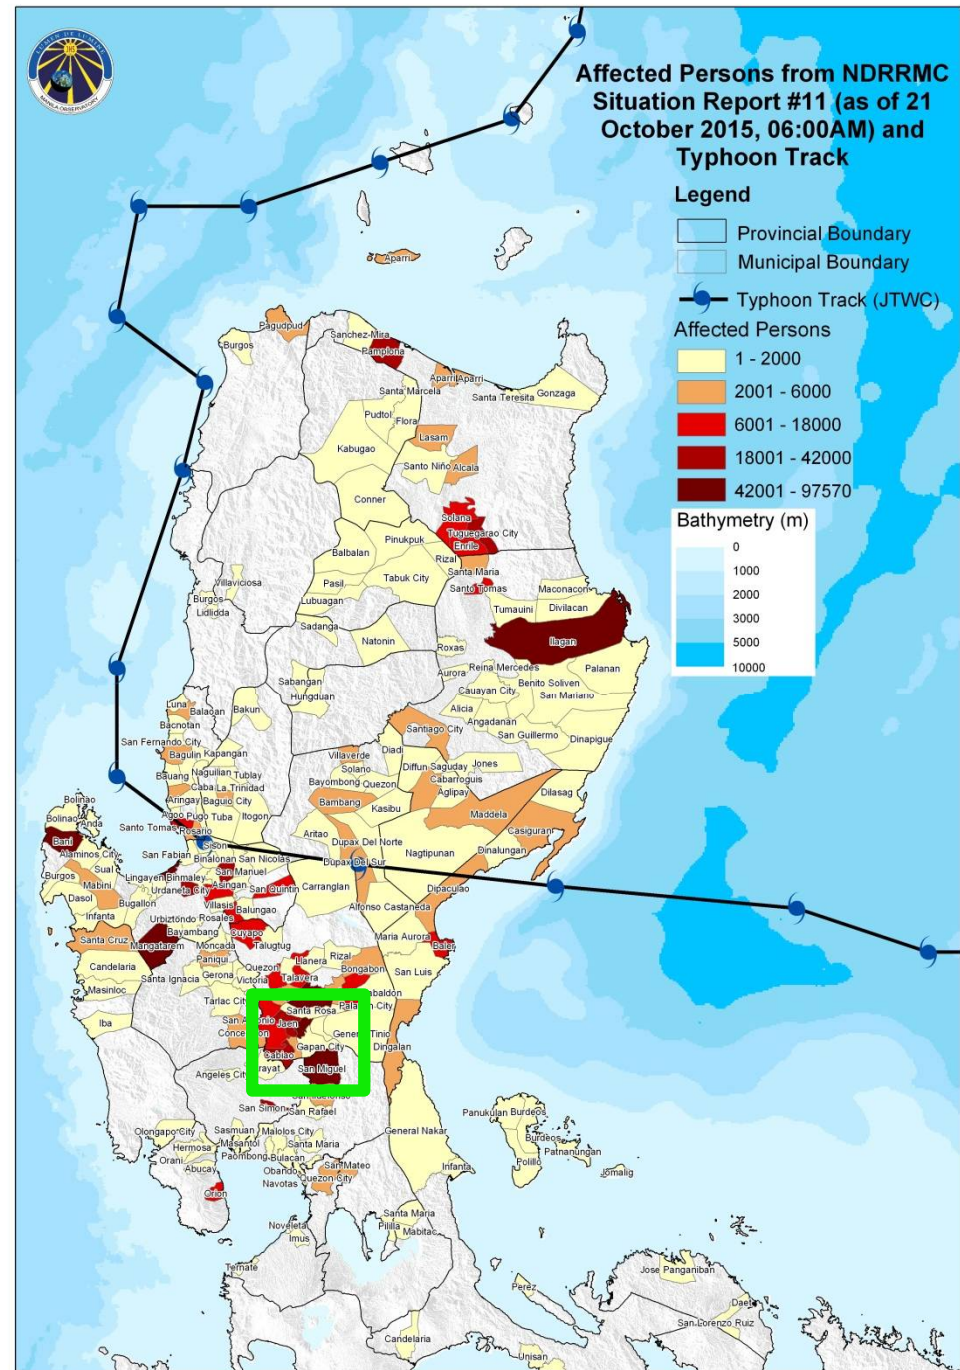 LUMEN DE LUMINE
IHS
MANILA OBSERVATORY
Affected Persons from NDRRMC
Situation Report #11 (as of 21
October 2015, 06:00AM) and
Typhoon Track
Legend
Provincial Boundary
Municipal Boundary
Typhoon Track (JTWC)
Affected Persons
1 - 2000
2001 - 6000
6001 - 18000
18001 - 42000
42001 - 97570
Bathymetry (m)
0
1000
2000
3000
5000
10000
Aparri
Pagudpud
Burgos
Sanchez-Mira
Pamplona
Aparri Aparri
Santa Marcela
Santa Teresita
Gonzaga
Pudtol
Flora
Kabugao
Lasam
Santo Niño
Alcala
Conner
Solana
Tuguegarao City
Enrile
Pinukpuk
Balbalan
Rizal
Santa Maria
Tabuk City
Pasil
Santo Tomas
Maconacon
Villaviciosa
Lubuagan
Burgos
Lidlidda
Tumauini
Divilacan
Sadanga
Natonin
Ilagan
Roxas
Reina Mercedes
Palanan
Aurora
Benito Soliven
Sabangan
Hungduan
Cauayan City
San Mariano
Luna
Balaoan
Bakun
Alicia
Angadanan
Bacnotan
Santiago City
San Guillermo
Dinapigue
San Fernando City
Bagulin
Kapangan
Villaverde
Diadi
Solano
Diffun
Saguday
Jones
Bauang
Naguilian
Tublay
Bayombong
Quezon
Cabarroguis
Caba
La Trinidad
Aglipay
Dilasag
Aringay
Baguio City
Bambang
Kasibu
Bolinao
Agoo
Pugo
Tuba
Itogon
Maddela
Bolinao
Anda
Santo Tomas
Rosario
Aritao
Casiguran
Bani
Sison
Dupax Del Norte
Dinalungan
Alaminos City
San Fabian
Binalonan
San Nicolas
Nagtipunan
Sual
San Manuel
Dupax Del Sur
Burgos
Lingayen
Binmaley
Mabini
Urdaneta City
Asingan
San Quintin
Carranglan
Dipaculao
Dasol
Bugallon
Villasis
Balungao
Alfonso Castaneda
Infanta
Urbiztondo
Rosales
Bayambang
Cuyapo
Maria Aurora
Santa Cruz
Mangatarem
Moncada
Talugtug
Baler
Paniqui
Llanera
Rizal
Candelaria
Quezon
Bongabon
San Luis
Santa Ignacia
Gerona
Victoria
Talavera
Masinloc
Tarlac City
Santa Rosa
Iba
Jaen
Gapan City
Dingalan
Cabiao
San Miguel
Angeles City
San Simon
San Rafael
Olongapo City
Sasmuan
Malolos City
General Nakar
Panukulan
Burdeos
Hermosa
Masantol
Santa Maria
Burdeos
Orani
Paombong
Bulacan
Patnanungan
Abucay
Obando
San Mateo
Infanta
Polillo
Navotas
Quezon City
Jomalig
Orion
Santa Maria
Noveleta
Pililla
Mabitac
Imus
Ternate
Jose Panganiban
Perez
Daet
San Lorenzo Ruiz
Candelaria
Unisan